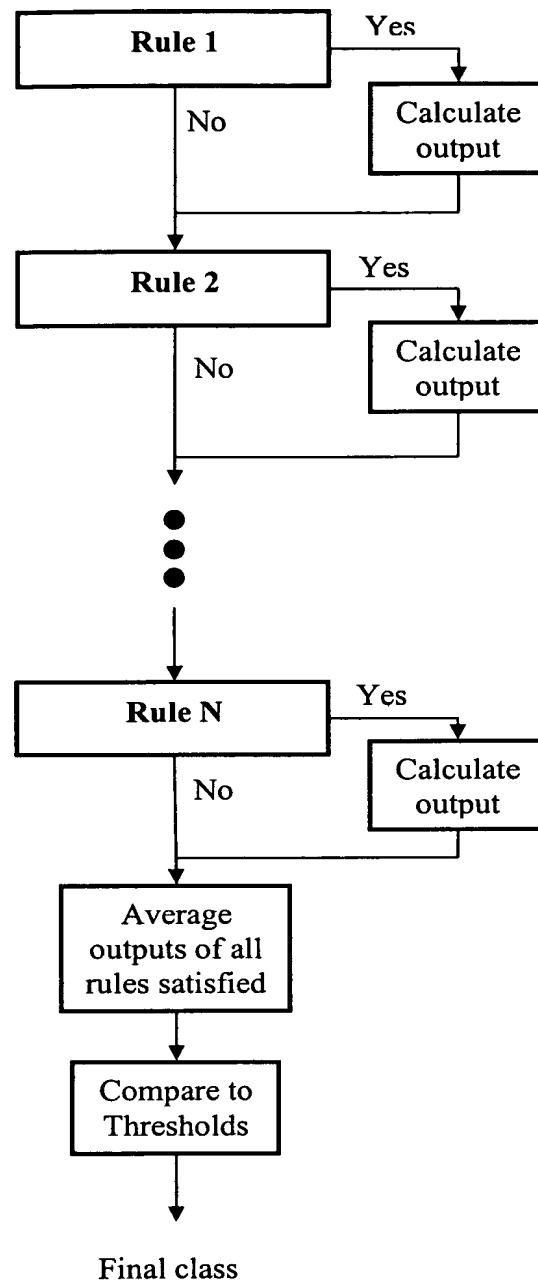 Rule 1
Yes
No
Calculate
output
Rule 2
Yes
No
Calculate
output
Rule N
Yes
No
Calculate
output
Average
outputs of all
rules satisfied
Compare to
Thresholds
Final class